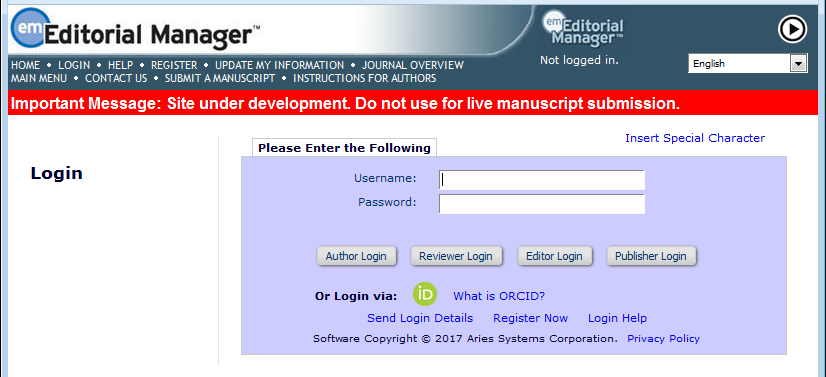 em Editorial Manager™
em Editorial Manager™
HOME • LOGIN • HELP • REGISTER • UPDATE MY INFORMATION • JOURNAL OVERVIEW
MAIN MENU • CONTACT US • SUBMIT A MANUSCRIPT • INSTRUCTIONS FOR AUTHORS
Not logged in.
English
Important Message: Site under development. Do not use for live manuscript submission.
Insert Special Character
Login
Please Enter the Following
Username:
Password:
Author Login Reviewer Login Editor Login Publisher Login
Or Login via: iD What is ORCID?
Send Login Details Register Now Login Help
Software Copyright © 2017 Aries Systems Corporation. Privacy Policy